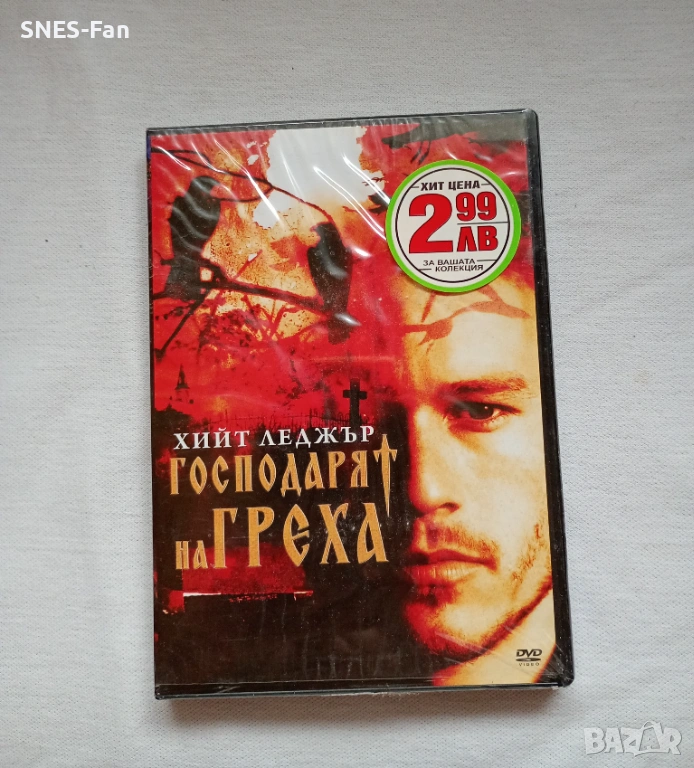 SNES-Fan
ХИТ ЦЕНА
2 99 ЛВ
ЗА ВАШАТА
КОЛЕКЦИЯ
ХИЙТ ЛЕДЖЪР
ГОСПОДАРЯТ
НА ГРЕХА
DVD
VIDEO
BAZAR